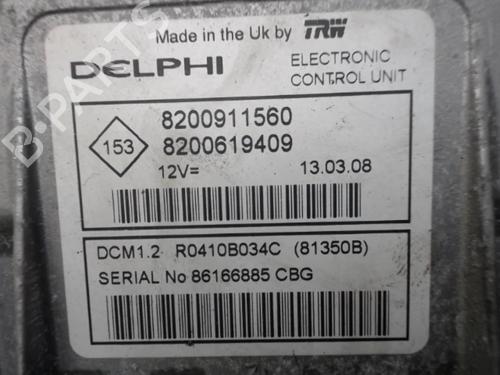 Made in the Uk by TRW
DELPHI
ELECTRONIC
CONTROL UNIT
153
8200911560
8200619409
12V=
13.03.08
DCM1.2 R0410B034C (81350B)
SERIAL No 86166885 CBG
B-PARTS